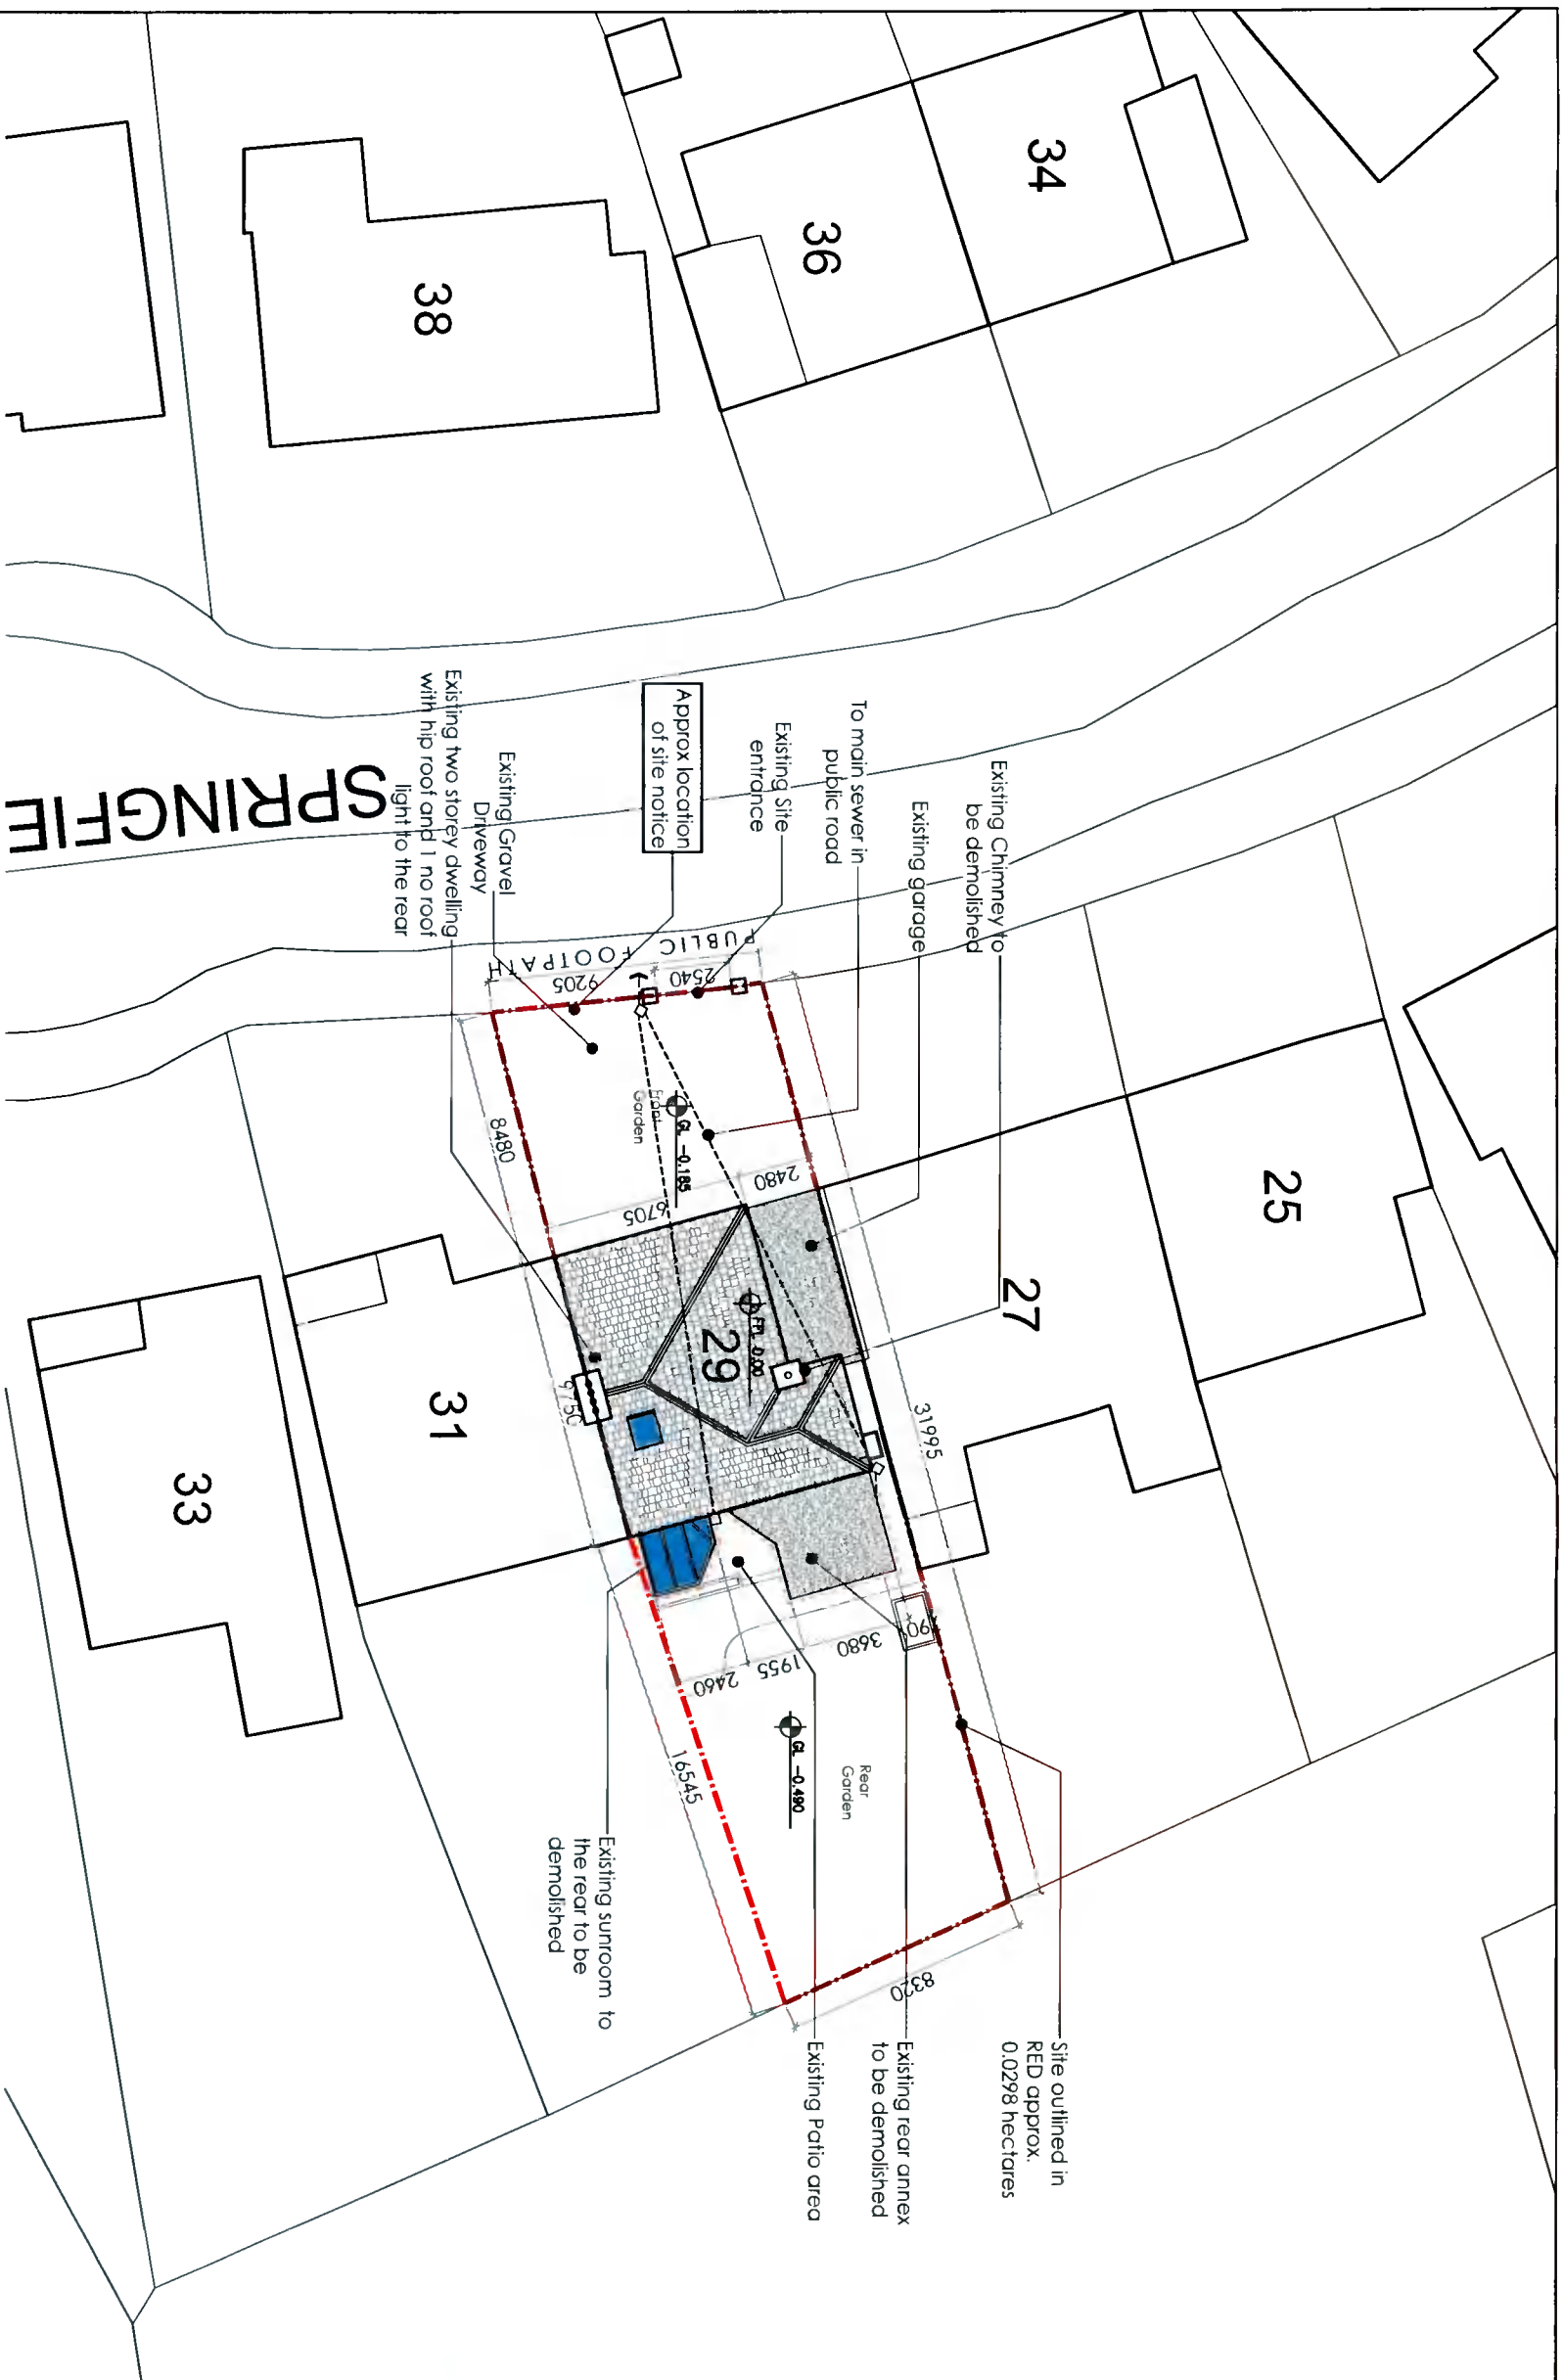 34
36
38
SPRINGFIE
Existing Chimney to
be demolished
Existing garage
To main sewer in
public road
Existing Site
entrance
Approx location
of site notice
Existing Gravel
Driveway
Existing two storey dwelling
with hip roof and 1 no roof
light to the rear
PUBLIC FOOTPATH
2540
9205
Front
Garden
GL -0.185
8480
2480
6705
25
27
29
FFL 0.00
31
33
9750
31995
3680
1955
2460
GL -0.490
Rear
Garden
16545
8320
Existing sunroom to
the rear to be
demolished
Site outlined in
RED approx.
0.0298 hectares
Existing rear annex
to be demolished
Existing Patio area